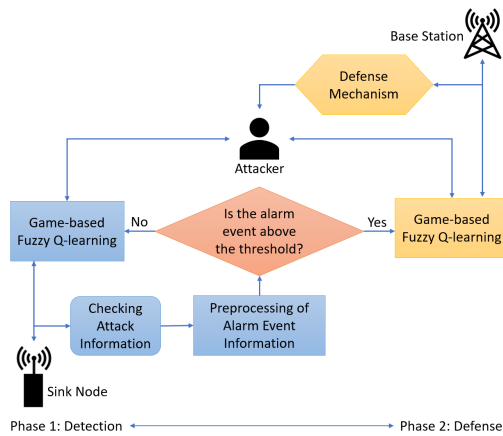 Base Station
Defense
Mechanism
Attacker
Game-based
Fuzzy Q-learning
No
Is the alarm
event above
the threshold?
Yes
Game-based
Fuzzy Q-learning
Checking
Attack
Information
Preprocessing of
Alarm Event
Information
Sink Node
Phase 1: Detection
Phase 2: Defense